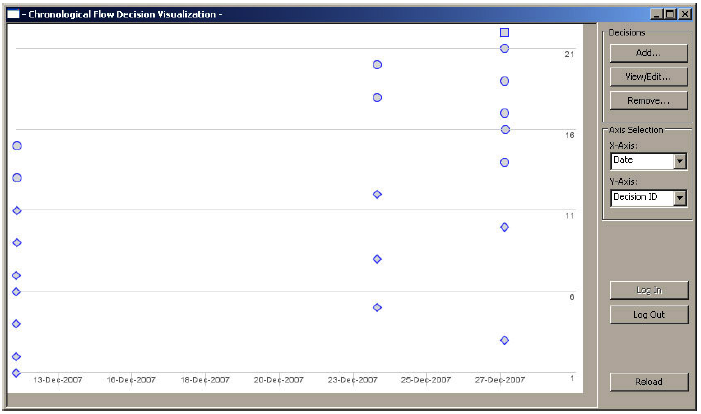 - Chronological Flow Decision Visualization -
Decisions
Add...
View/Edit...
Remove...
Axis Selection
X-Axis:
Date
Y-Axis:
Decision ID
Log In
Log Out
Reload
21
16
11
6
1
13-Dec-2007 16-Dec-2007 18-Dec-2007 20-Dec-2007 23-Dec-2007 25-Dec-2007 27-Dec-2007